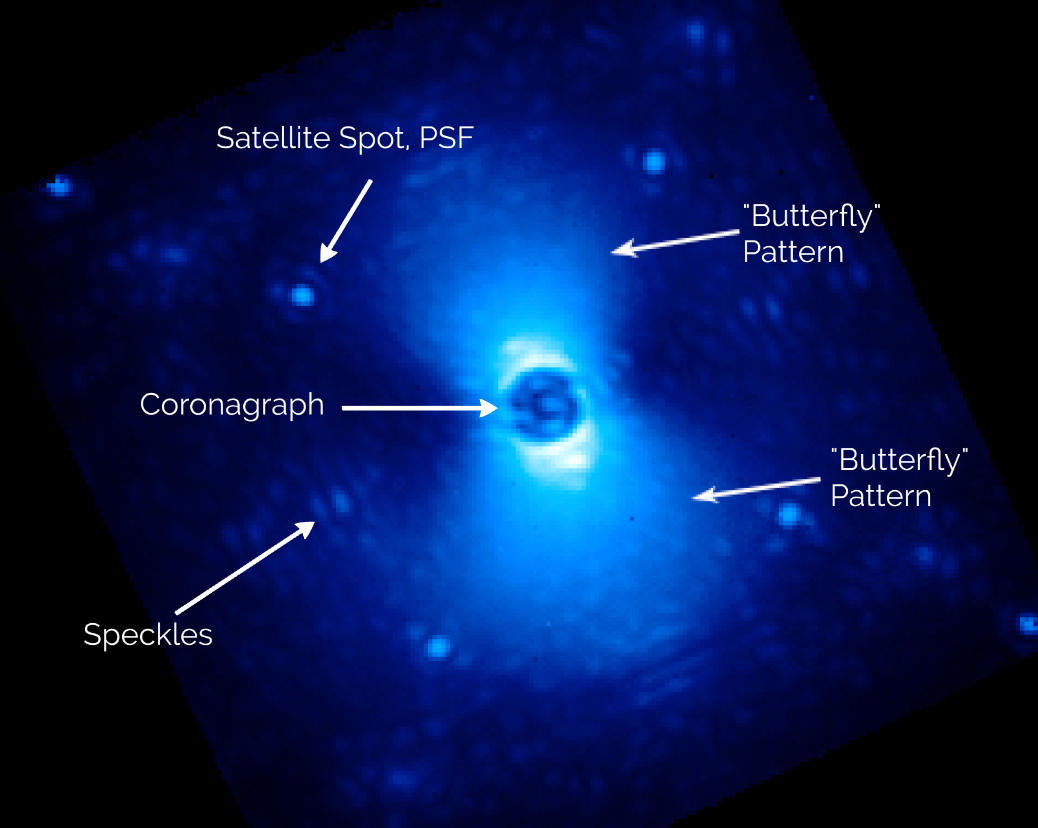 Satellite Spot, PSF
"Butterfly"
Pattern
Coronagraph
"Butterfly"
Pattern
Speckles